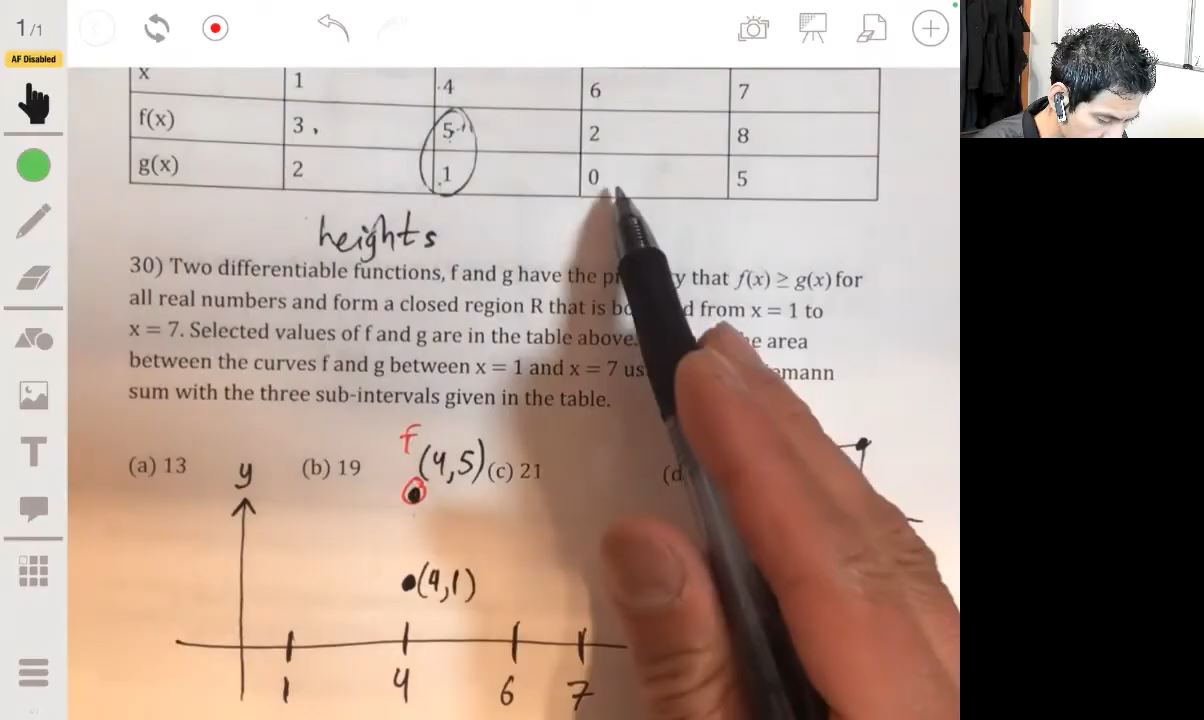 1/1
AF Disabled
x 1 4 6 7
f(x) 3 5 2 8
g(x) 2 1 0 5
heights
30) Two differentiable functions, f and g have the p y that f(x) ≥ g(x) for
all real numbers and form a closed region R that is bo d from x = 1 to
x = 7. Selected values of f and g are in the table above. e area
between the curves f and g between x = 1 and x = 7 us emann
sum with the three sub-intervals given in the table.
f
(4,5)
(a) 13 y (b) 19 (c) 21 (d
(4,1)
1 4 6 7
T